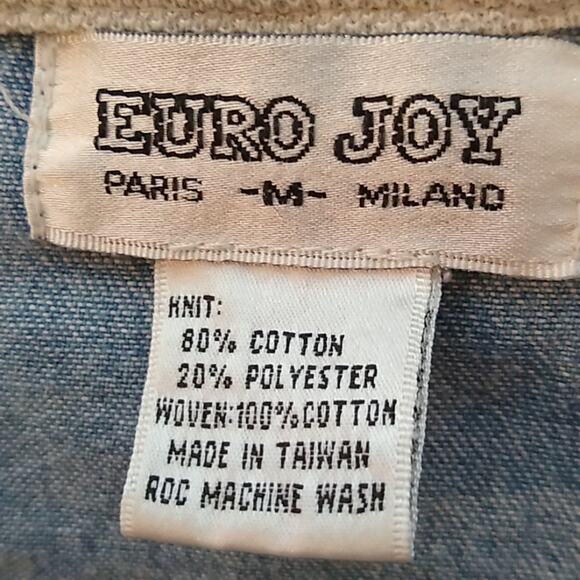 EURO JOY
PARIS -M- MILANO
KNIT:
80% COTTON
20% POLYESTER
WOVEN:100%COTTON
MADE IN TAIWAN
ROC MACHINE WASH